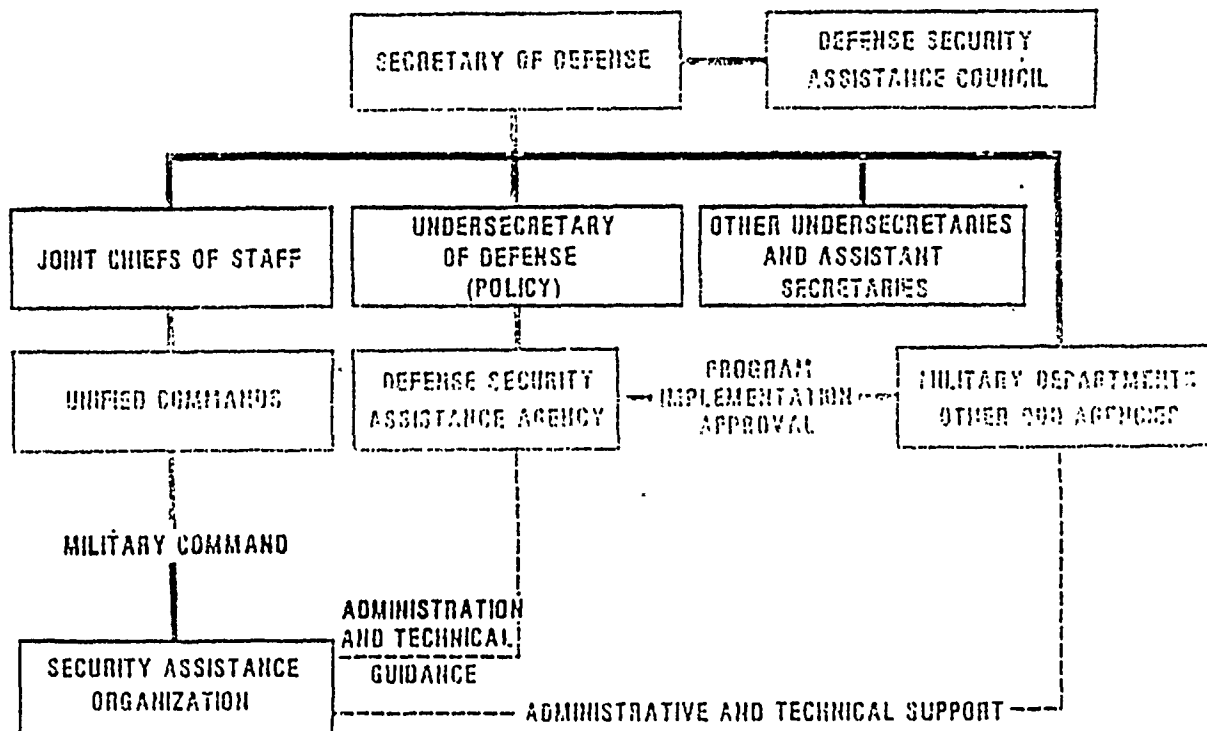 SECRETARY OF DEFENSE
DEFENSE SECURITY
ASSISTANCE COUNCIL
JOINT CHIEFS OF STAFF
UNDERSECRETARY
OF DEFENSE
(POLICY)
OTHER UNDERSECRETARIES
AND ASSISTANT
SECRETARIES
UNIFIED COMMANDS
DEFENSE SECURITY
ASSISTANCE AGENCY
PROGRAM
IMPLEMENTATION
APPROVAL
MILITARY DEPARTMENTS
OTHER DOD AGENCIES
MILITARY COMMAND
ADMINISTRATION
AND TECHNICAL
GUIDANCE
SECURITY ASSISTANCE
ORGANIZATION
ADMINISTRATIVE AND TECHNICAL SUPPORT